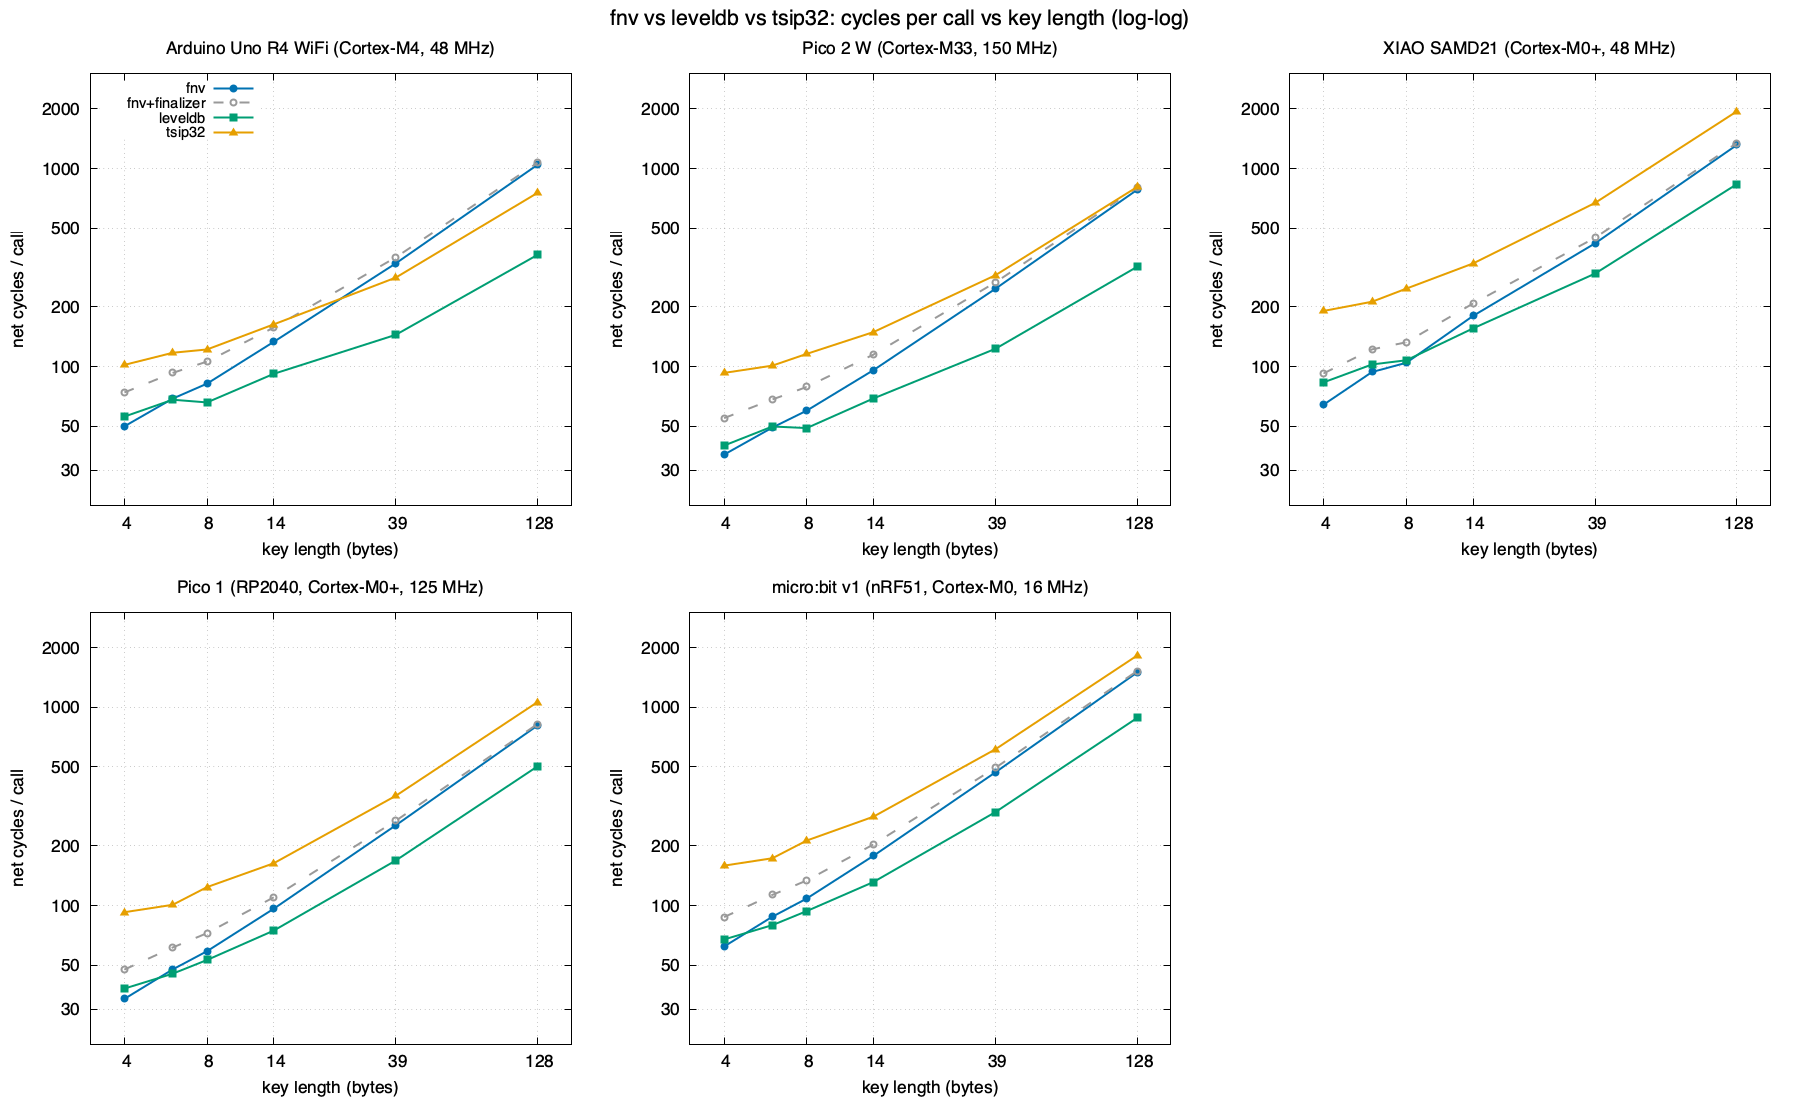 fnv vs leveldb vs tsip32: cycles per call vs key length (log-log)
Arduino Uno R4 WiFi (Cortex-M4, 48 MHz)
fnv
fnv+finalizer
leveldb
tsip32
2000
1000
500
200
100
50
30
net cycles / call
4 8 14 39 128
key length (bytes)
Pico 2 W (Cortex-M33, 150 MHz)
2000
1000
500
200
100
50
30
net cycles / call
4 8 14 39 128
key length (bytes)
XIAO SAMD21 (Cortex-M0+, 48 MHz)
2000
1000
500
200
100
50
30
net cycles / call
4 8 14 39 128
key length (bytes)
Pico 1 (RP2040, Cortex-M0+, 125 MHz)
2000
1000
500
200
100
50
30
net cycles / call
4 8 14 39 128
key length (bytes)
micro:bit v1 (nRF51, Cortex-M0, 16 MHz)
2000
1000
500
200
100
50
30
net cycles / call
4 8 14 39 128
key length (bytes)